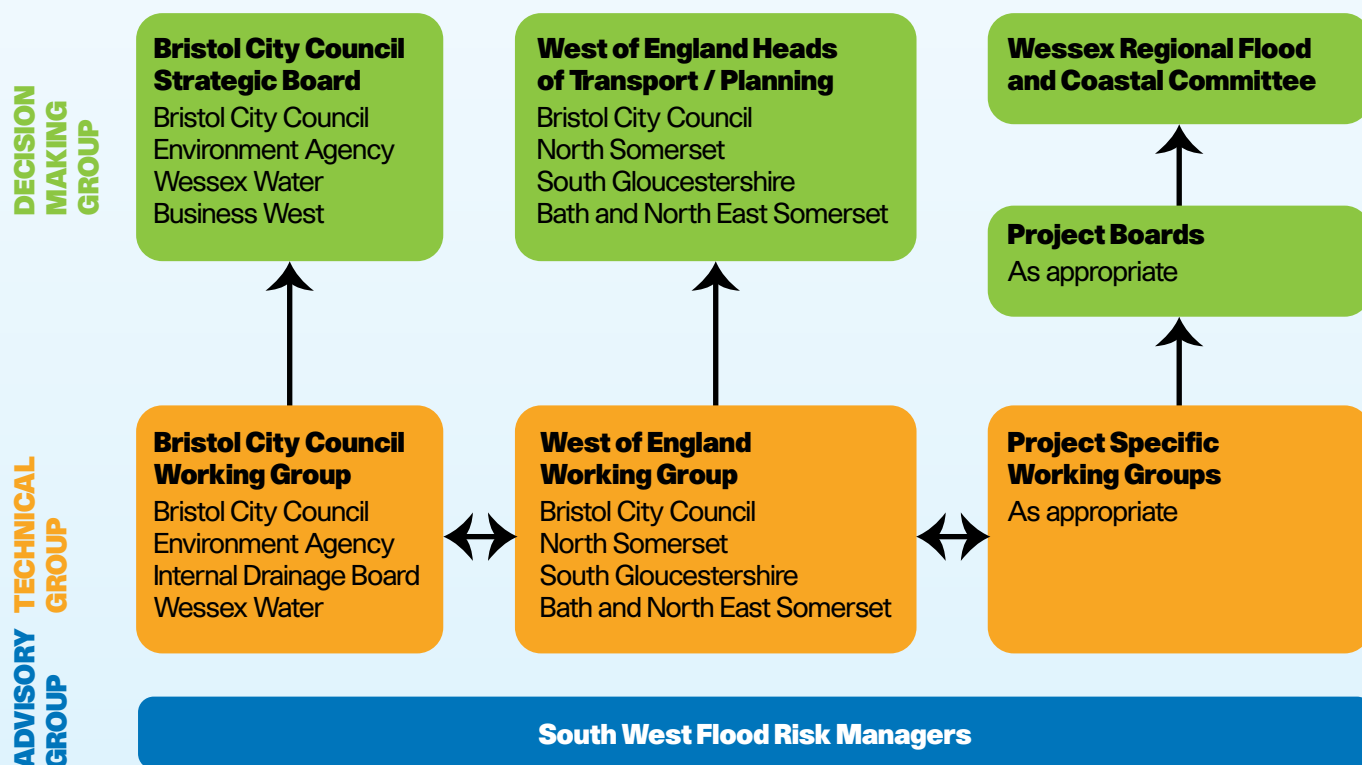 DECISION
MAKING
GROUP
Bristol City Council
Strategic Board
Bristol City Council
Environment Agency
Wessex Water
Business West
West of England Heads
of Transport / Planning
Bristol City Council
North Somerset
South Gloucestershire
Bath and North East Somerset
Wessex Regional Flood
and Coastal Committee
Project Boards
As appropriate
TECHNICAL
GROUP
Bristol City Council
Working Group
Bristol City Council
Environment Agency
Internal Drainage Board
Wessex Water
West of England
Working Group
Bristol City Council
North Somerset
South Gloucestershire
Bath and North East Somerset
Project Specific
Working Groups
As appropriate
ADVISORY
GROUP
South West Flood Risk Managers